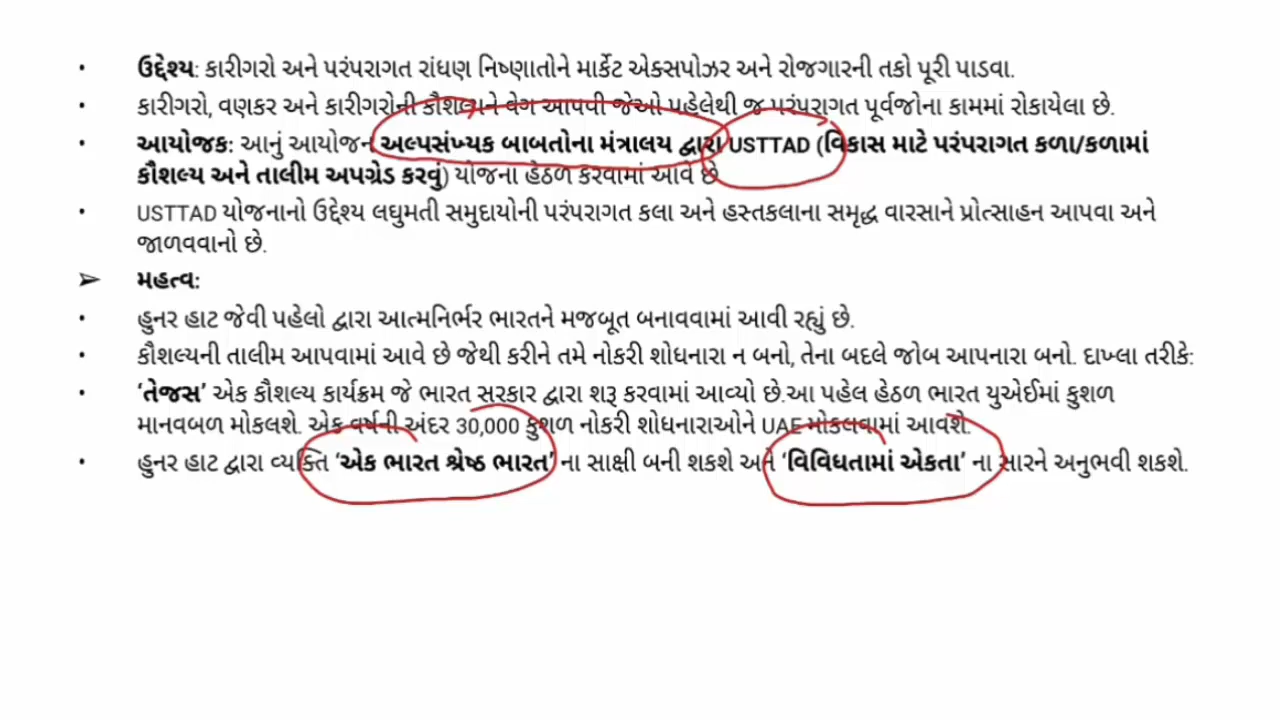 • ઉદ્દેશ્ય: કારીગરો અને પરંપરાગત રાંધણ નિષ્ણાતોને માર્કેટ એક્સપોઝર અને રોજગારની તકો પૂરી પાડવા.
• કારીગરો, વણકર અને કારીગરોની કૌશલ્યને વેગ આપવી જેઓ પહેલેથી જ પરંપરાગત પૂર્વજોના કામમાં રોકાયેલા છે.
• આયોજક: આનું આયોજન અલ્પસંખ્યક બાબતોના મંત્રાલય દ્વારા USTTAD (વિકાસ માટે પરંપરાગત કળા/કળામાં
કૌશલ્ય અને તાલીમ અપગ્રેડ કરવું) યોજના હેઠળ કરવામાં આવે છે
• USTTAD યોજનાનો ઉદ્દેશ્ય લઘુમતી સમુદાયોની પરંપરાગત કલા અને હસ્તકલાના સમૃદ્ધ વારસાને પ્રોત્સાહન આપવા અને
જાળવવાનો છે.
➢ મહત્વ:
• હુનર હાટ જેવી પહેલો દ્વારા આત્મનિર્ભર ભારતને મજબૂત બનાવવામાં આવી રહ્યું છે.
• કૌશલ્યની તાલીમ આપવામાં આવે છે જેથી કરીને તમે નોકરી શોધનારા ન બનો, તેના બદલે જોબ આપનારા બનો. દાખ્લા તરીકે:
• ‘તેજસ’ એક કૌશલ્ય કાર્યક્રમ જે ભારત સરકાર દ્વારા શરૂ કરવામાં આવ્યો છે.આ પહેલ હેઠળ ભારત યુએઈમાં કુશળ
માનવબળ મોકલશે. એક વર્ષની અંદર 30,000 કુશળ નોકરી શોધનારાઓને UAE મોકલવામાં આવશે.
• હુનર હાટ દ્વારા વ્યક્તિ ‘એક ભારત શ્રેષ્ઠ ભારત’ ના સાક્ષી બની શકશે અને ‘વિવિધતામાં એકતા’ ના સારને અનુભવી શકશે.